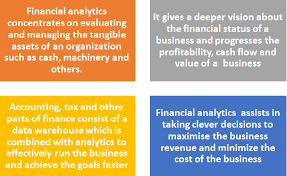 Financial analytics
concentrates on evaluating
and managing the tangible
assets of an organization
such as cash, machinery and
others.
It gives a deeper vision about
the financial status of a
business and progresses the
profitability, cash flow and
value of a business
Accounting, tax and other
parts of finance consist of a
data warehouse which is
combined with analytics to
effectively run the business
and achieve the goals faster
Financial analytics assists in
taking clever decisions to
maximise the business
revenue and minimize the
cost of the business